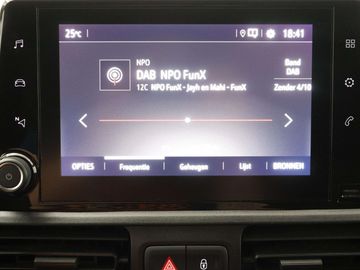 25°C
18:41
NPO
DAB NPO FunX
12C NPO FunX - Jayh en Mahi - FunX
Band
DAB
Zender 4/10
OPTIES
Frequentie
Geheugen
Lijst
BRONNEN
N